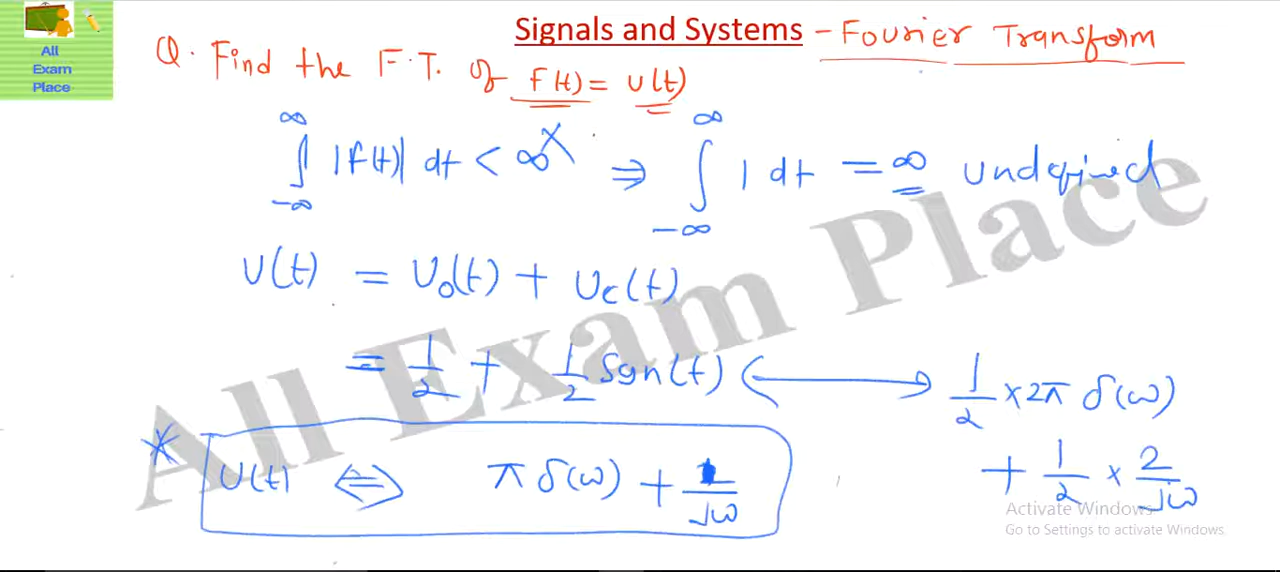 All
Exam
Place
Signals and Systems - Fourier Transform
Q. Find the F.T. of f(t) = u(t)
∫_{-∞}^{∞} |f(t)| dt < ∞ X ⇒ ∫_{-∞}^{∞} 1 dt = ∞ undefined
U(t) = U₀(t) + Ue(t)
= 1/2 + 1/2 Sgn(t) ⟷ 1/2 × 2π δ(ω)
+ 1/2 × 2/jω
* U(t) ⇔ π δ(ω) + 1/jω
All Exam Place
Activate Windows
Go to Settings to activate Windows.